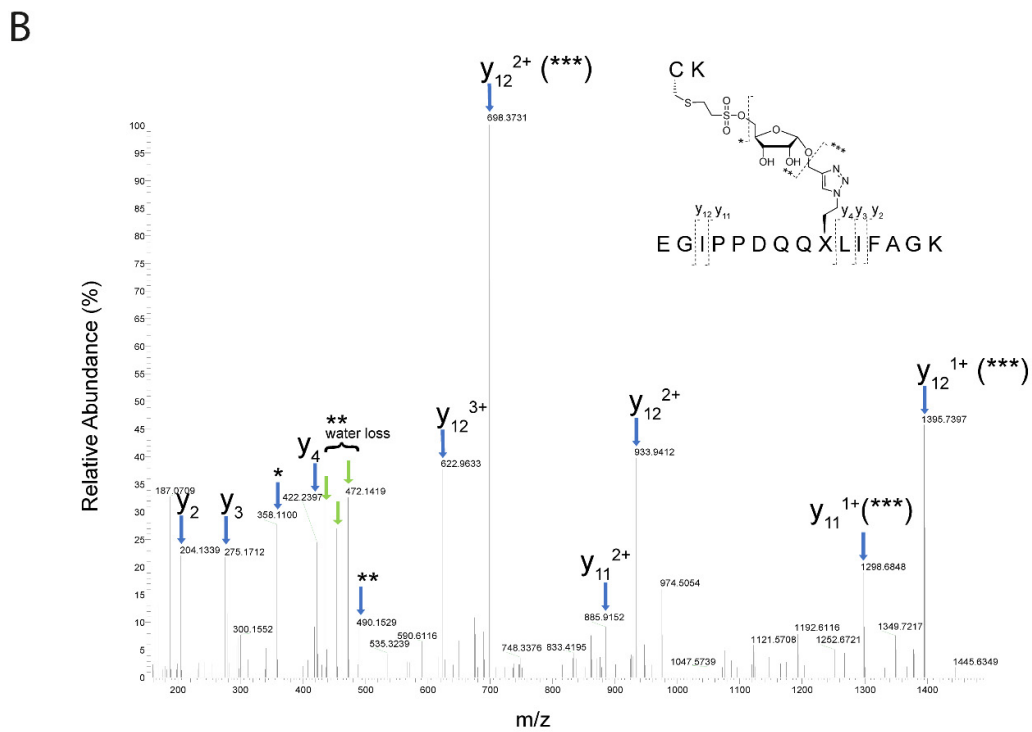 B
y12 2+ (***)
698.3731
C K
S
S
O
O
O
*
O
OH
OH
**
O
***
N
N
N
y12 y11
y4 y3 y2
E G I P P D Q Q X L I F A G K
Relative Abundance (%)
100
95
90
85
80
75
70
65
60
55
50
45
40
35
30
25
20
15
10
5
0
y12 1+ (***)
1395.7397
y12 3+
622.9633
y12 2+
933.9412
**
water loss
y4
422.2397
472.1419
*
358.1100
187.0709
y2
204.1339
y3
275.1712
y11 1+(***)
1298.6848
**
490.1529
y11 2+
885.9152
974.5054
300.1552
535.3239
590.6116
748.3376
833.4195
1047.5739
1121.5708
1192.6116
1252.6721
1349.7217
1445.6349
200 300 400 500 600 700 800 900 1000 1100 1200 1300 1400
m/z